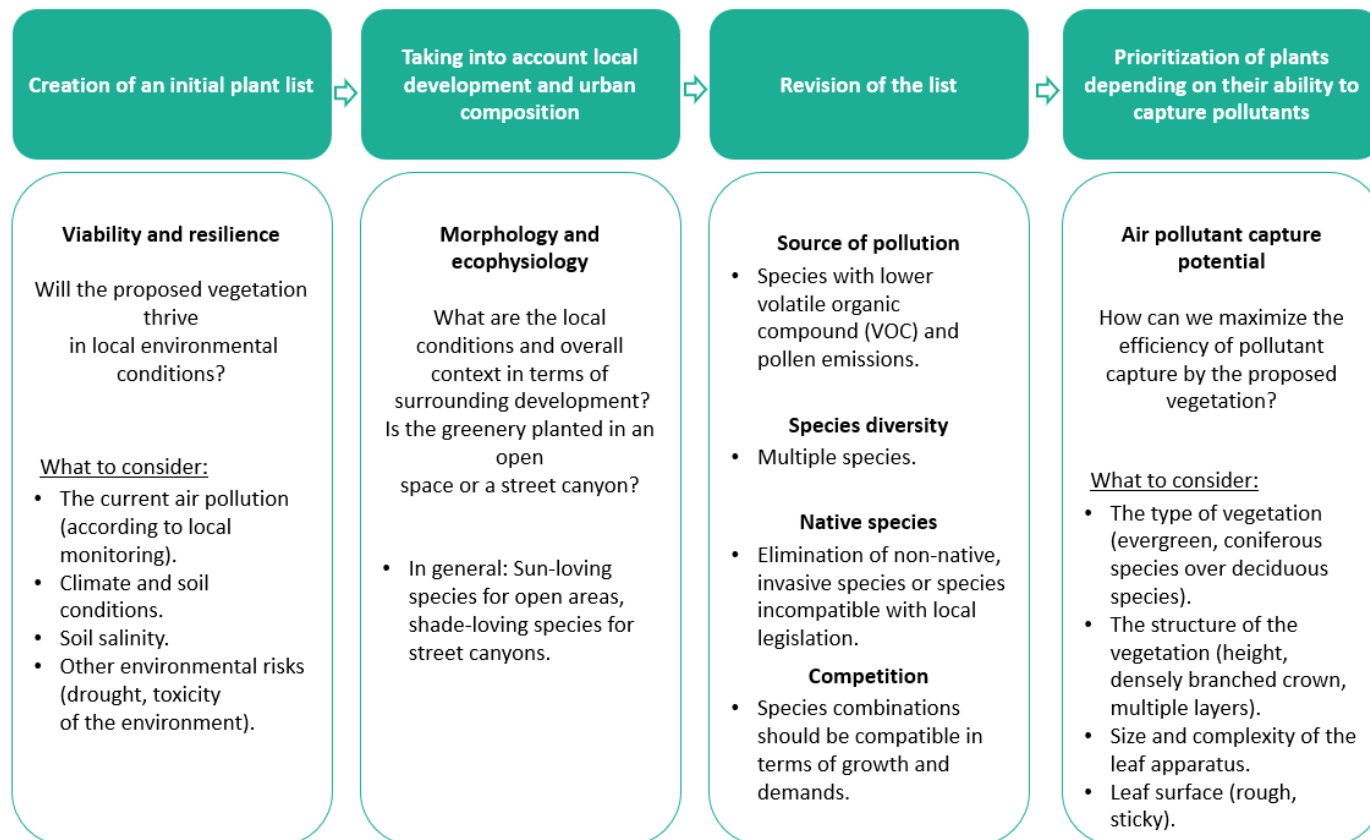 Creation of an initial plant list
Taking into account local
development and urban
composition
Revision of the list
Prioritization of plants
depending on their ability to
capture pollutants
Viability and resilience
Will the proposed vegetation
thrive
in local environmental
conditions?
What to consider:
• The current air pollution
(according to local
monitoring).
• Climate and soil
conditions.
• Soil salinity.
• Other environmental risks
(drought, toxicity
of the environment).
Morphology and
ecophysiology
What are the local
conditions and overall
context in terms of
surrounding development?
Is the greenery planted in an
open
space or a street canyon?
• In general: Sun-loving
species for open areas,
shade-loving species for
street canyons.
Source of pollution
• Species with lower
volatile organic
compound (VOC) and
pollen emissions.
Species diversity
• Multiple species.
Native species
• Elimination of non-native,
invasive species or species
incompatible with local
legislation.
Competition
• Species combinations
should be compatible in
terms of growth and
demands.
Air pollutant capture
potential
How can we maximize the
efficiency of pollutant
capture by the proposed
vegetation?
What to consider:
• The type of vegetation
(evergreen, coniferous
species over deciduous
species).
• The structure of the
vegetation (height,
densely branched crown,
multiple layers).
• Size and complexity of the
leaf apparatus.
• Leaf surface (rough,
sticky).